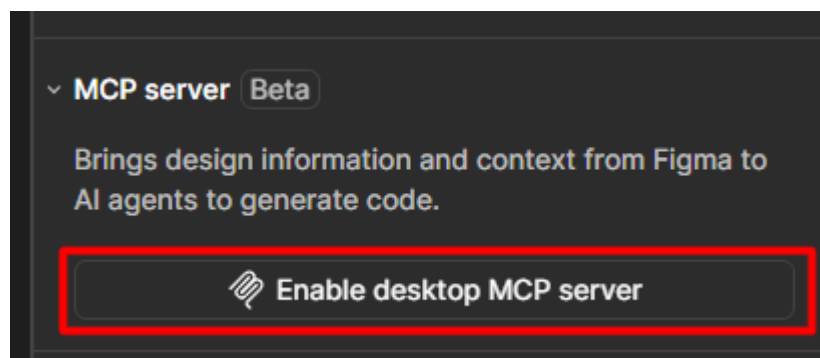 MCP server Beta
Brings design information and context from Figma to
AI agents to generate code.
Enable desktop MCP server